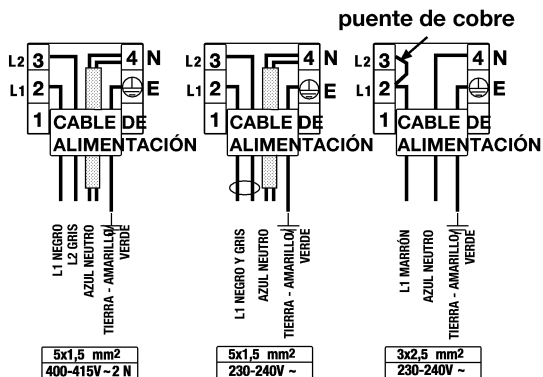 puente de cobre
L2 3 4 N
L1 2 E
1 CABLE DE
ALIMENTACIÓN
L1 NEGRO
L2 GRIS
AZUL NEUTRO
TIERRA - AMARILLO/
VERDE
5x1,5 mm2
400-415V ~ 2 N
L2 3 4 N
L1 2 E
1 CABLE DE
ALIMENTACIÓN
L1 NEGRO Y GRIS
AZUL NEUTRO
TIERRA - AMARILLO/
VERDE
5x1,5 mm2
230-240V ~
L2 3 4 N
L1 2 E
1 CABLE DE
ALIMENTACIÓN
L1 MARRÓN
AZUL NEUTRO
TIERRA - AMARILLO/
VERDE
3x2,5 mm2
230-240V ~